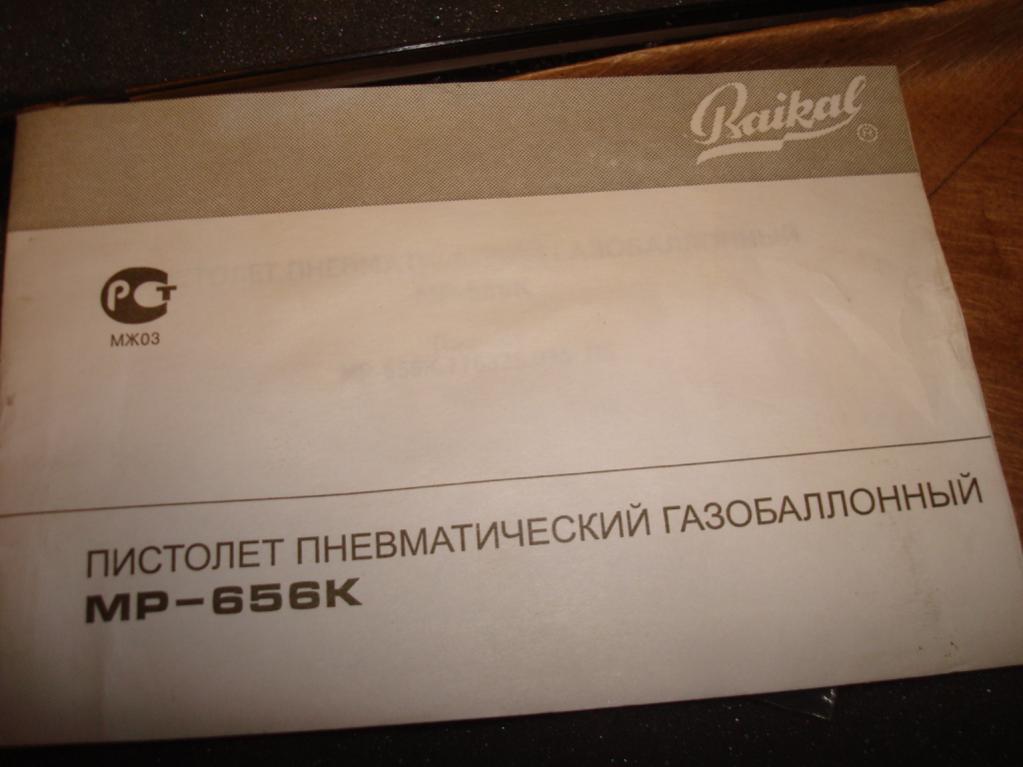 Baikal
РСТ
МЖ03
ПИСТОЛЕТ ПНЕВМАТИЧЕСКИЙ ГАЗОБАЛЛОННЫЙ
МР-656К